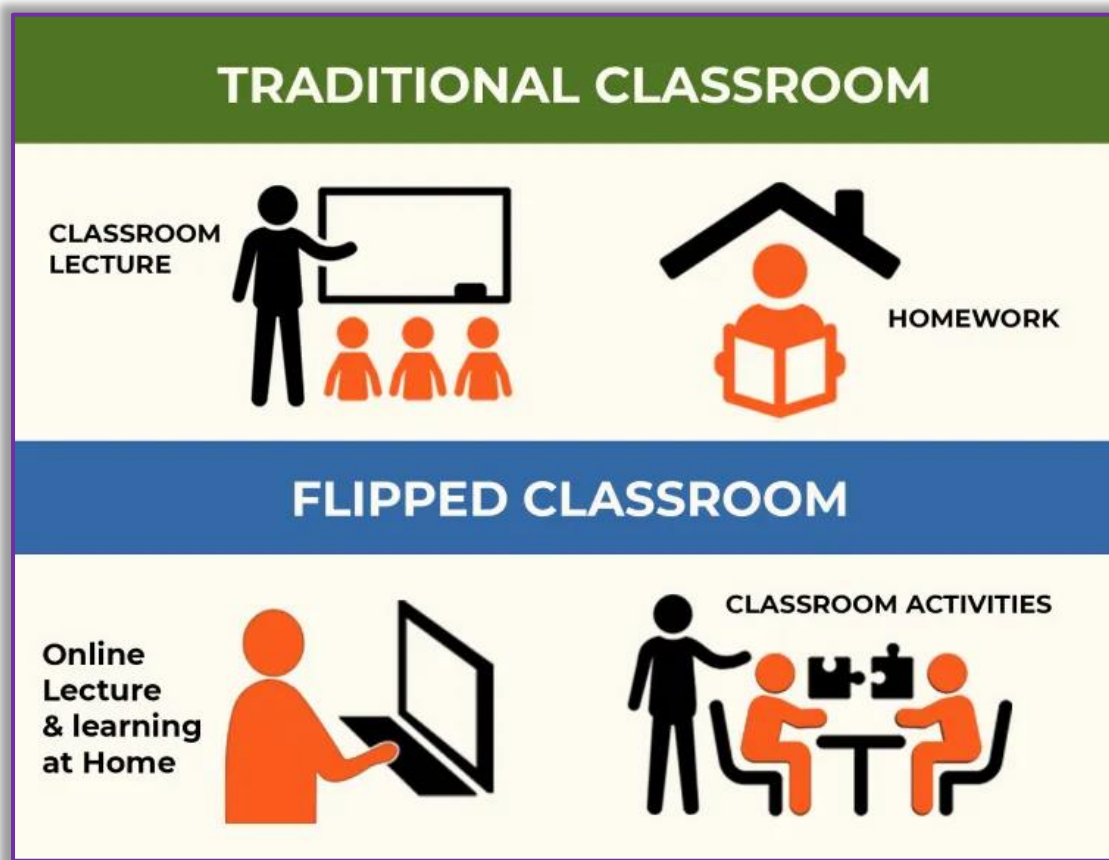 TRADITIONAL CLASSROOM
CLASSROOM
LECTURE
HOMEWORK
FLIPPED CLASSROOM
Online
Lecture
& learning
at Home
CLASSROOM ACTIVITIES